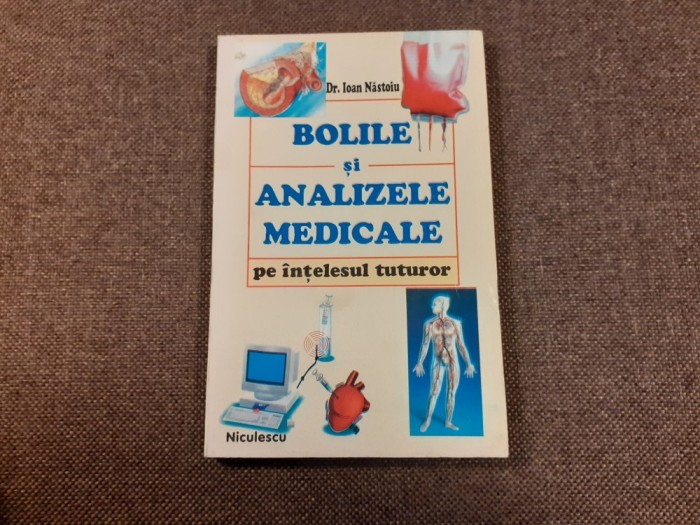 Dr. Ioan Năstoiu
BOLILE
și
ANALIZELE
MEDICALE
pe înțelesul tuturor
Niculescu